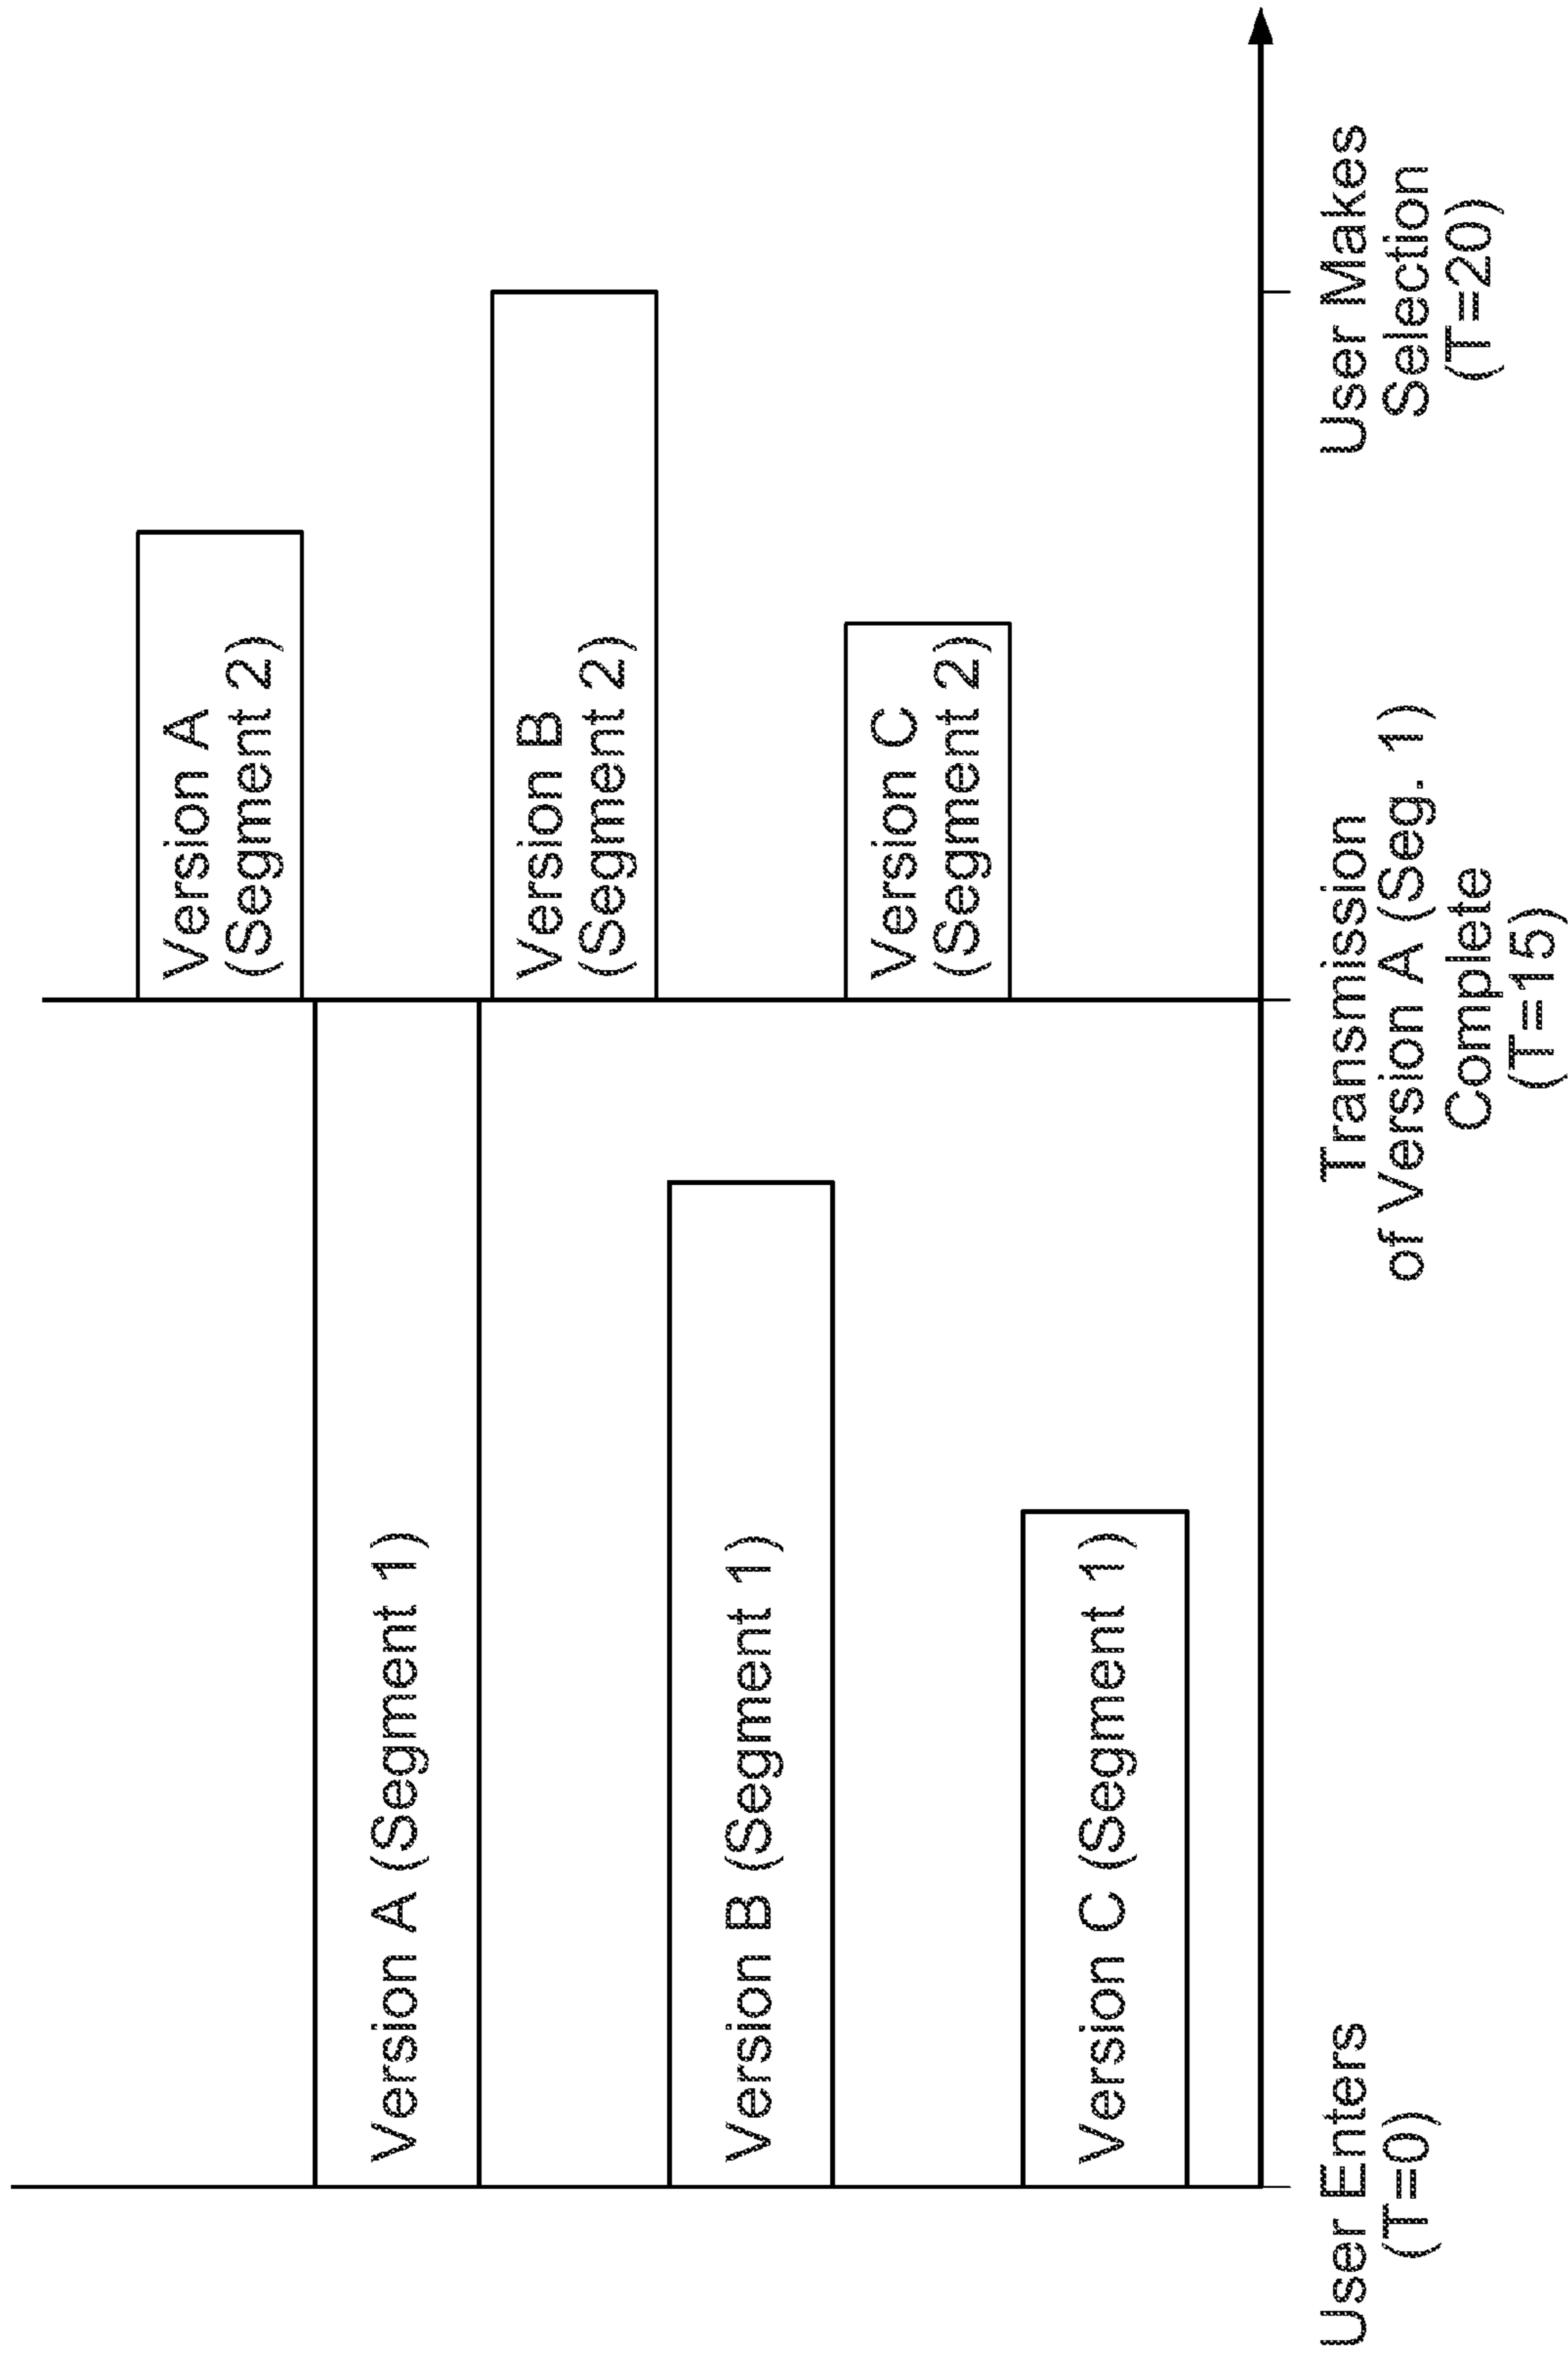 Version A
(Segment 2)
Version A (Segment 1)
Version B
(Segment 2)
Version B (Segment 1)
Version C
(Segment 2)
Version C (Segment 1)
User Enters
(T=0)
Transmission
of Version A (Seg. 1)
Complete
(T=15)
User Makes
Selection
(T=20)